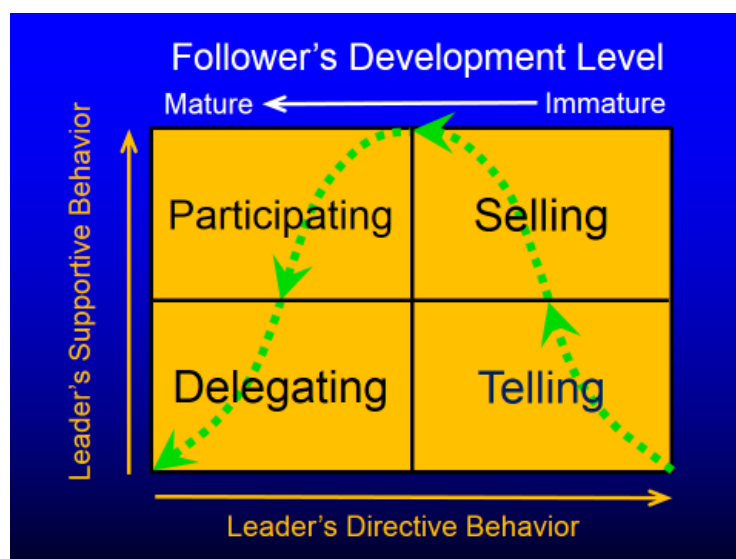 Follower's Development Level
Mature
Immature
Leader's Supportive Behavior
Participating
Selling
Delegating
Telling
Leader's Directive Behavior